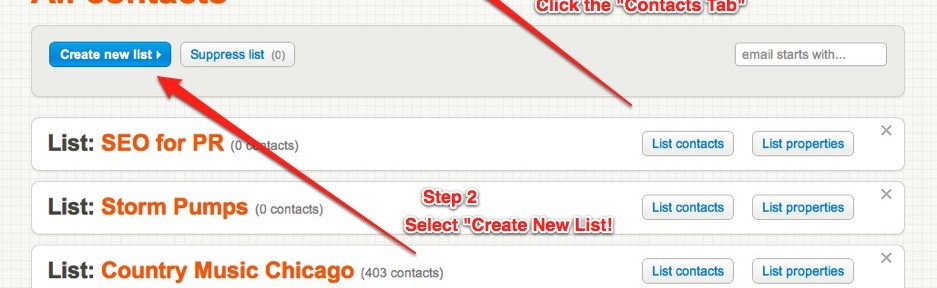 All contacts
Click the "Contacts Tab"
Create new list
Suppress list (0)
email starts with...
List: SEO for PR (0 contacts)
List contacts
List properties
List: Storm Pumps (0 contacts)
List contacts
List properties
Step 2
Select "Create New List!
List: Country Music Chicago (403 contacts)
List contacts
List properties